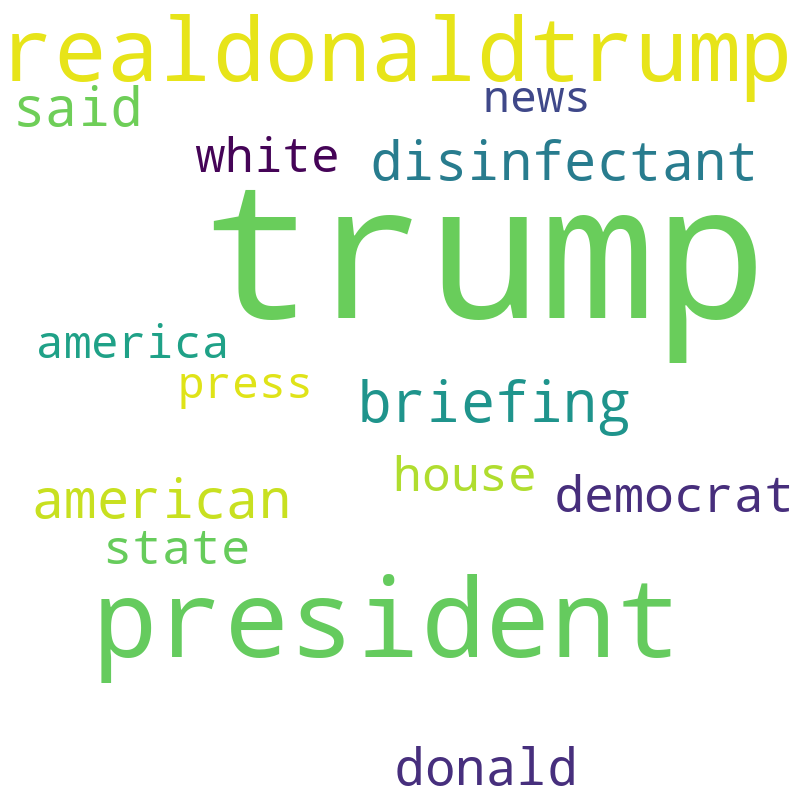 realdonaldtrump
said
news
white
disinfectant
trump
america
press
briefing
american
house
democrat
state
president
donald